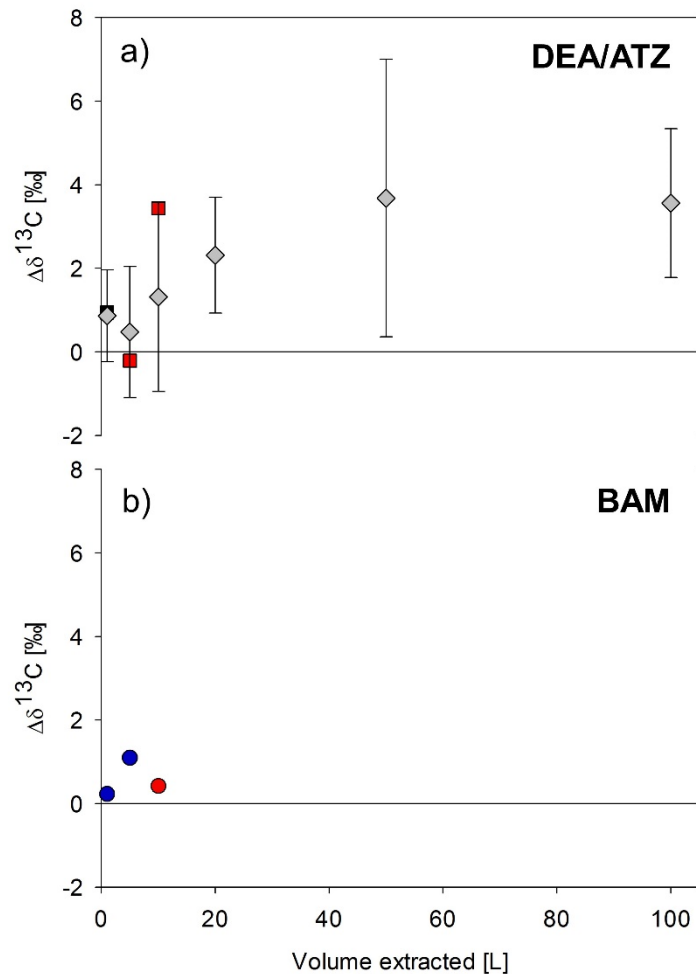 8
a)
DEA/ATZ
6
4
2
0
-2
Δδ¹³C [‰]
8
b)
BAM
6
4
2
0
-2
Δδ¹³C [‰]
0 20 40 60 80 100
Volume extracted [L]